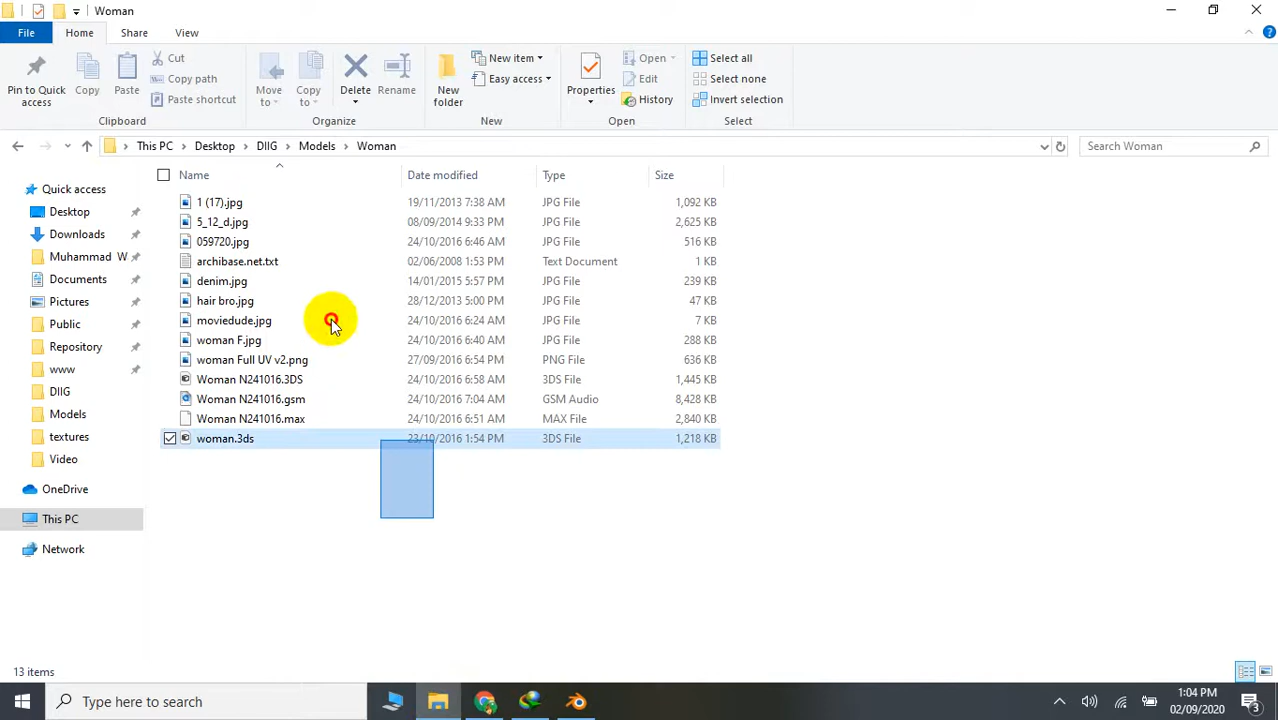 Woman
File Home Share View
Pin to Quick access
Copy
Paste
Cut
Copy path
Paste shortcut
Clipboard
Move to
Copy to
Delete
Rename
Organize
New folder
New item
Easy access
New
Properties
Open
Edit
History
Open
Select all
Select none
Invert selection
Select
This PC > Desktop > DIIG > Models > Woman
Search Woman
Name Date modified Type Size
1 (17).jpg 19/11/2013 7:38 AM JPG File 1,092 KB
5_12_d.jpg 08/09/2014 9:33 PM JPG File 2,625 KB
059720.jpg 24/10/2016 6:46 AM JPG File 516 KB
archibase.net.txt 02/06/2008 1:53 PM Text Document 1 KB
denim.jpg 14/01/2015 5:57 PM JPG File 239 KB
hair bro.jpg 28/12/2013 5:00 PM JPG File 47 KB
moviedude.jpg 24/10/2016 6:24 AM JPG File 7 KB
woman F.jpg 24/10/2016 6:40 AM JPG File 288 KB
woman Full UV v2.png 27/09/2016 6:54 PM PNG File 636 KB
Woman N241016.3DS 24/10/2016 6:58 AM 3DS File 1,445 KB
Woman N241016.gsm 24/10/2016 7:04 AM GSM Audio 8,428 KB
Woman N241016.max 24/10/2016 6:51 AM MAX File 2,840 KB
woman.3ds 23/10/2016 1:54 PM 3DS File 1,218 KB
Quick access
Desktop
Downloads
Muhammad W
Documents
Pictures
Public
Repository
www
DIIG
Models
textures
Video
OneDrive
This PC
Network
13 items
Type here to search
1:04 PM
02/09/2020
3